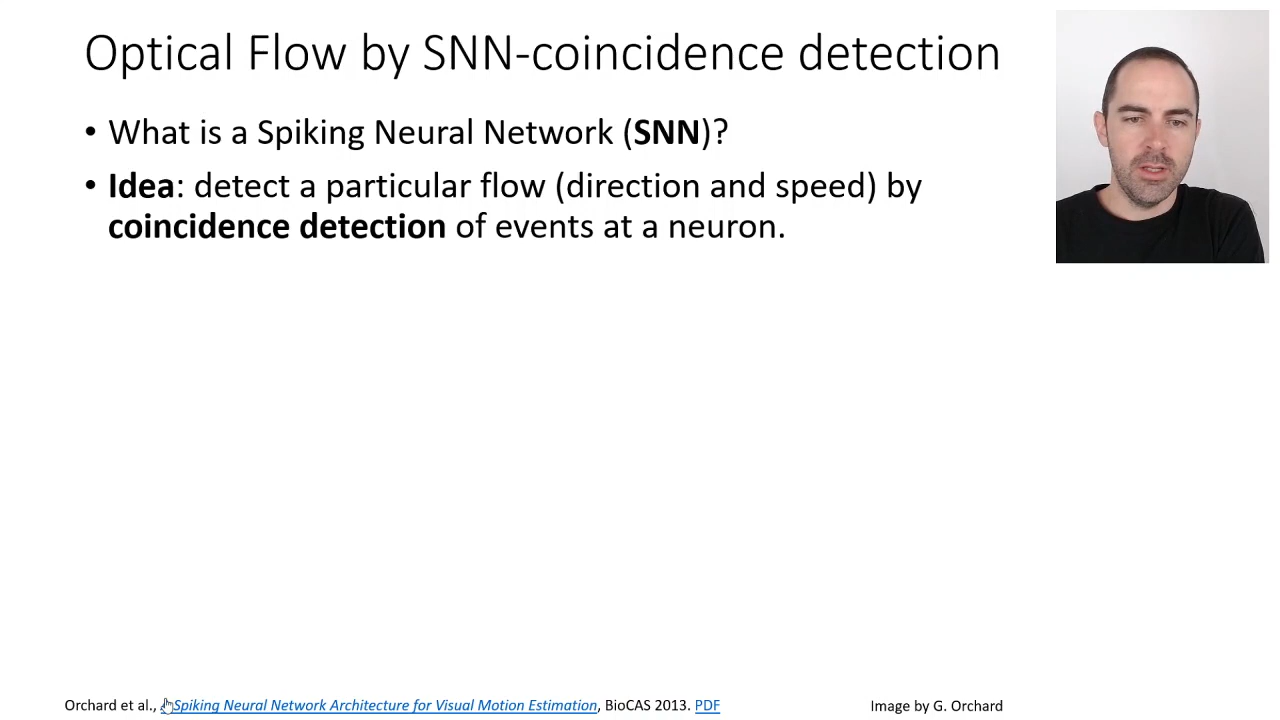 Optical Flow by SNN-coincidence detection
• What is a Spiking Neural Network (SNN)?
• Idea: detect a particular flow (direction and speed) by
coincidence detection of events at a neuron.
Orchard et al., Spiking Neural Network Architecture for Visual Motion Estimation, BioCAS 2013. PDF
Image by G. Orchard